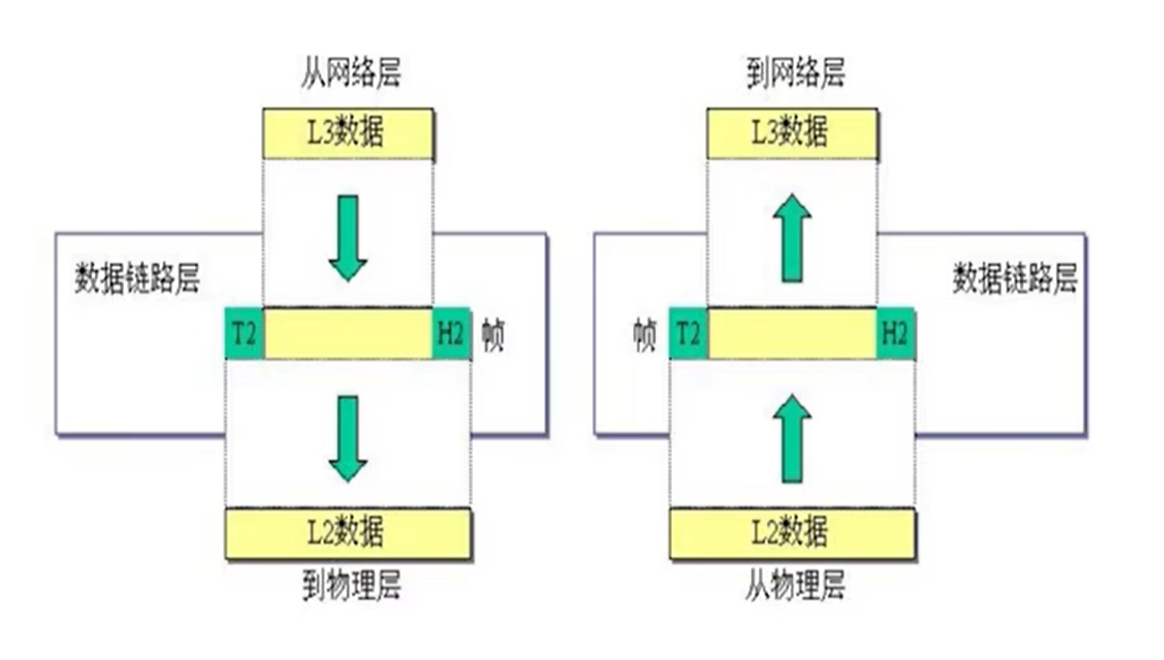 从网络层
L3数据
数据链路层
T2
H2
帧
L2数据
到物理层
到网络层
L3数据
数据链路层
帧
T2
H2
L2数据
从物理层